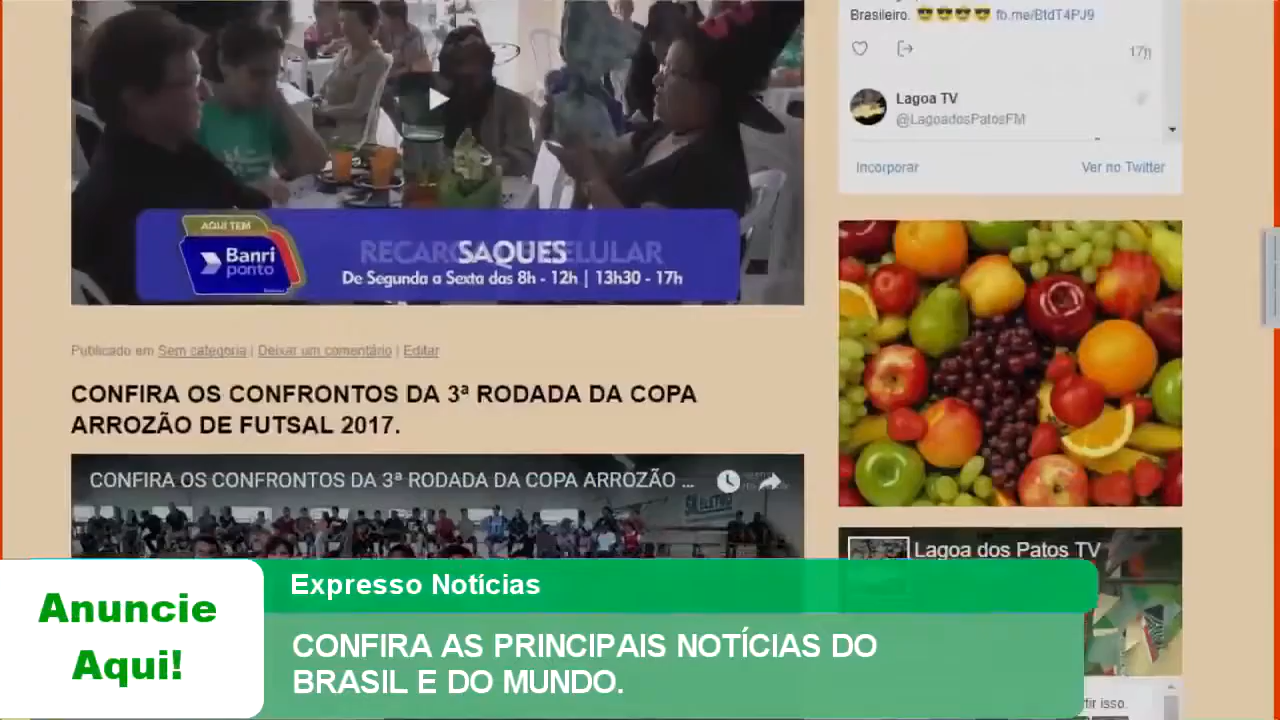 Brasileiro. 😎😎😎😎 fb.me/BtdT4PJ9
17h
Lagoa TV
@LagoadosPatosFM
Incorporar
Ver no Twitter
AQUI TEM
Banri
ponto
SAQUES
De Segunda a Sexta das 8h - 12h | 13h30 - 17h
Publicado em Sem categoria | Deixar um comentário | Editar
CONFIRA OS CONFRONTOS DA 3ª RODADA DA COPA
ARROZÃO DE FUTSAL 2017.
CONFIRA OS CONFRONTOS DA 3ª RODADA DA COPA ARROZÃO ...
Lagoa dos Patos TV
Anuncie
Aqui!
Expresso Notícias
CONFIRA AS PRINCIPAIS NOTÍCIAS DO
BRASIL E DO MUNDO.
isso.